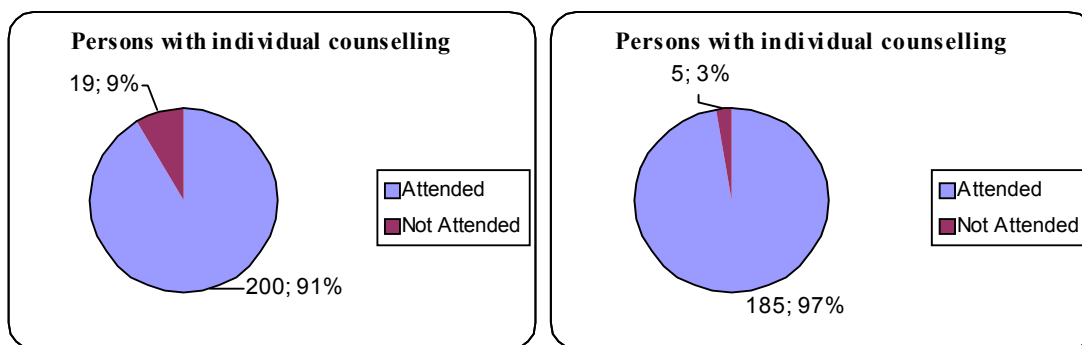 Persons with individual counselling
19; 9%
Attended
Not Attended
200; 91%
Persons with individual counselling
5; 3%
Attended
Not Attended
185; 97%